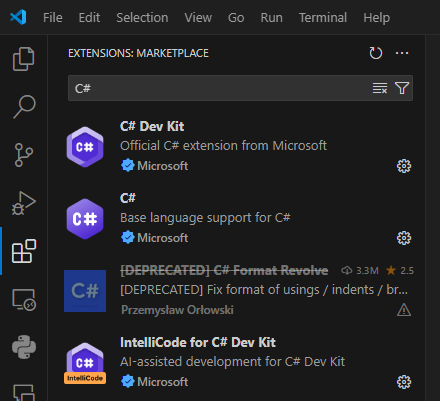 File Edit Selection View Go Run Terminal Help
EXTENSIONS: MARKETPLACE
C#
C# Dev Kit
Official C# extension from Microsoft
Microsoft
C#
C#
Base language support for C#
Microsoft
C#
[DEPRECATED] C# Format Revolve 3.3M 2.5
[DEPRECATED] Fix format of usings / indents / br...
Przemysław Orłowski
C#
IntelliCode for C# Dev Kit
AI-assisted development for C# Dev Kit
Microsoft
C#
IntelliCode